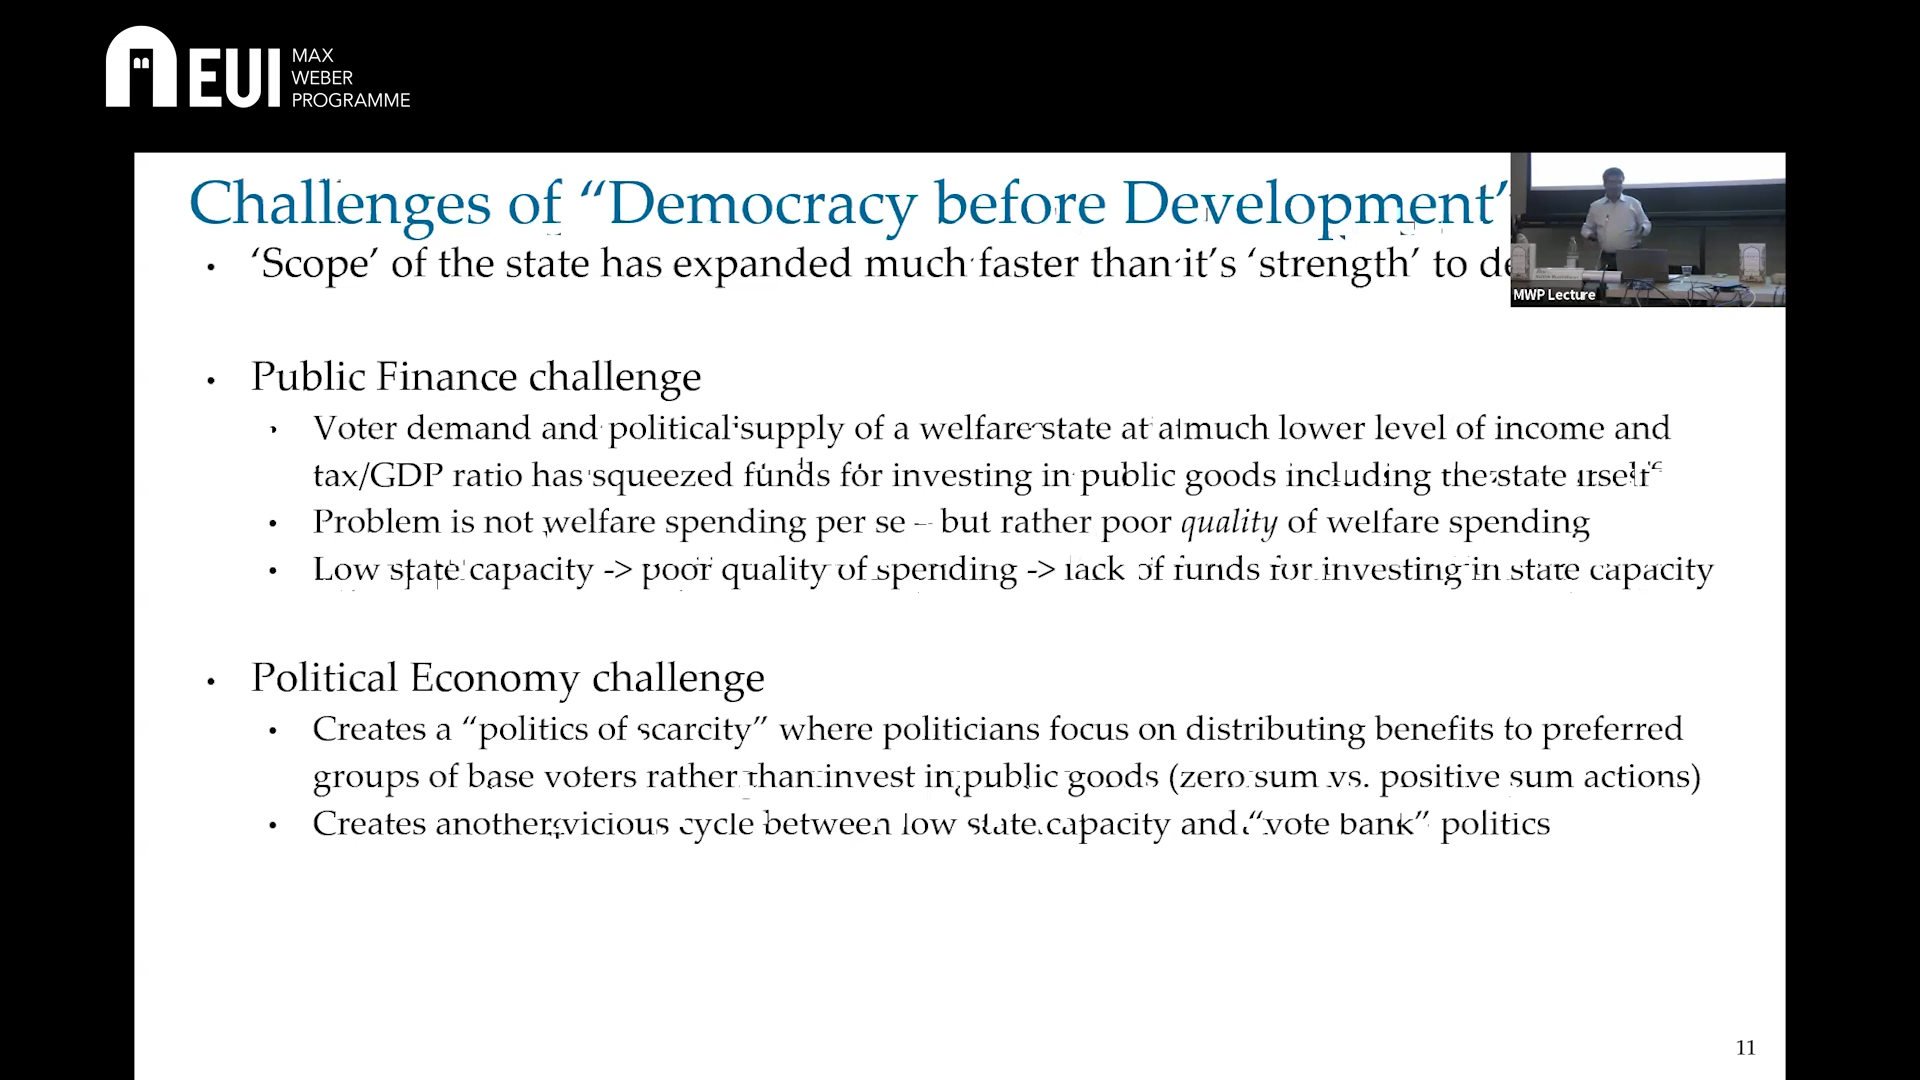 EUI
MAX
WEBER
PROGRAMME
Challenges of “Democracy before Development”
• ‘Scope’ of the state has expanded much faster than it’s ‘strength’ to
MWP Lecture
• Public Finance challenge
• Voter demand and political supply of a welfare state at a much lower level of income and
tax/GDP ratio has squeezed funds for investing in public goods including the state itself
• Problem is not welfare spending per se – but rather poor quality of welfare spending
• Low state capacity -> poor quality of spending -> lack of funds for investing in state capacity
• Political Economy challenge
• Creates a “politics of scarcity” where politicians focus on distributing benefits to preferred
groups of base voters rather than invest in public goods (zero sum vs. positive sum actions)
• Creates another vicious cycle between low state capacity and “vote bank” politics
11